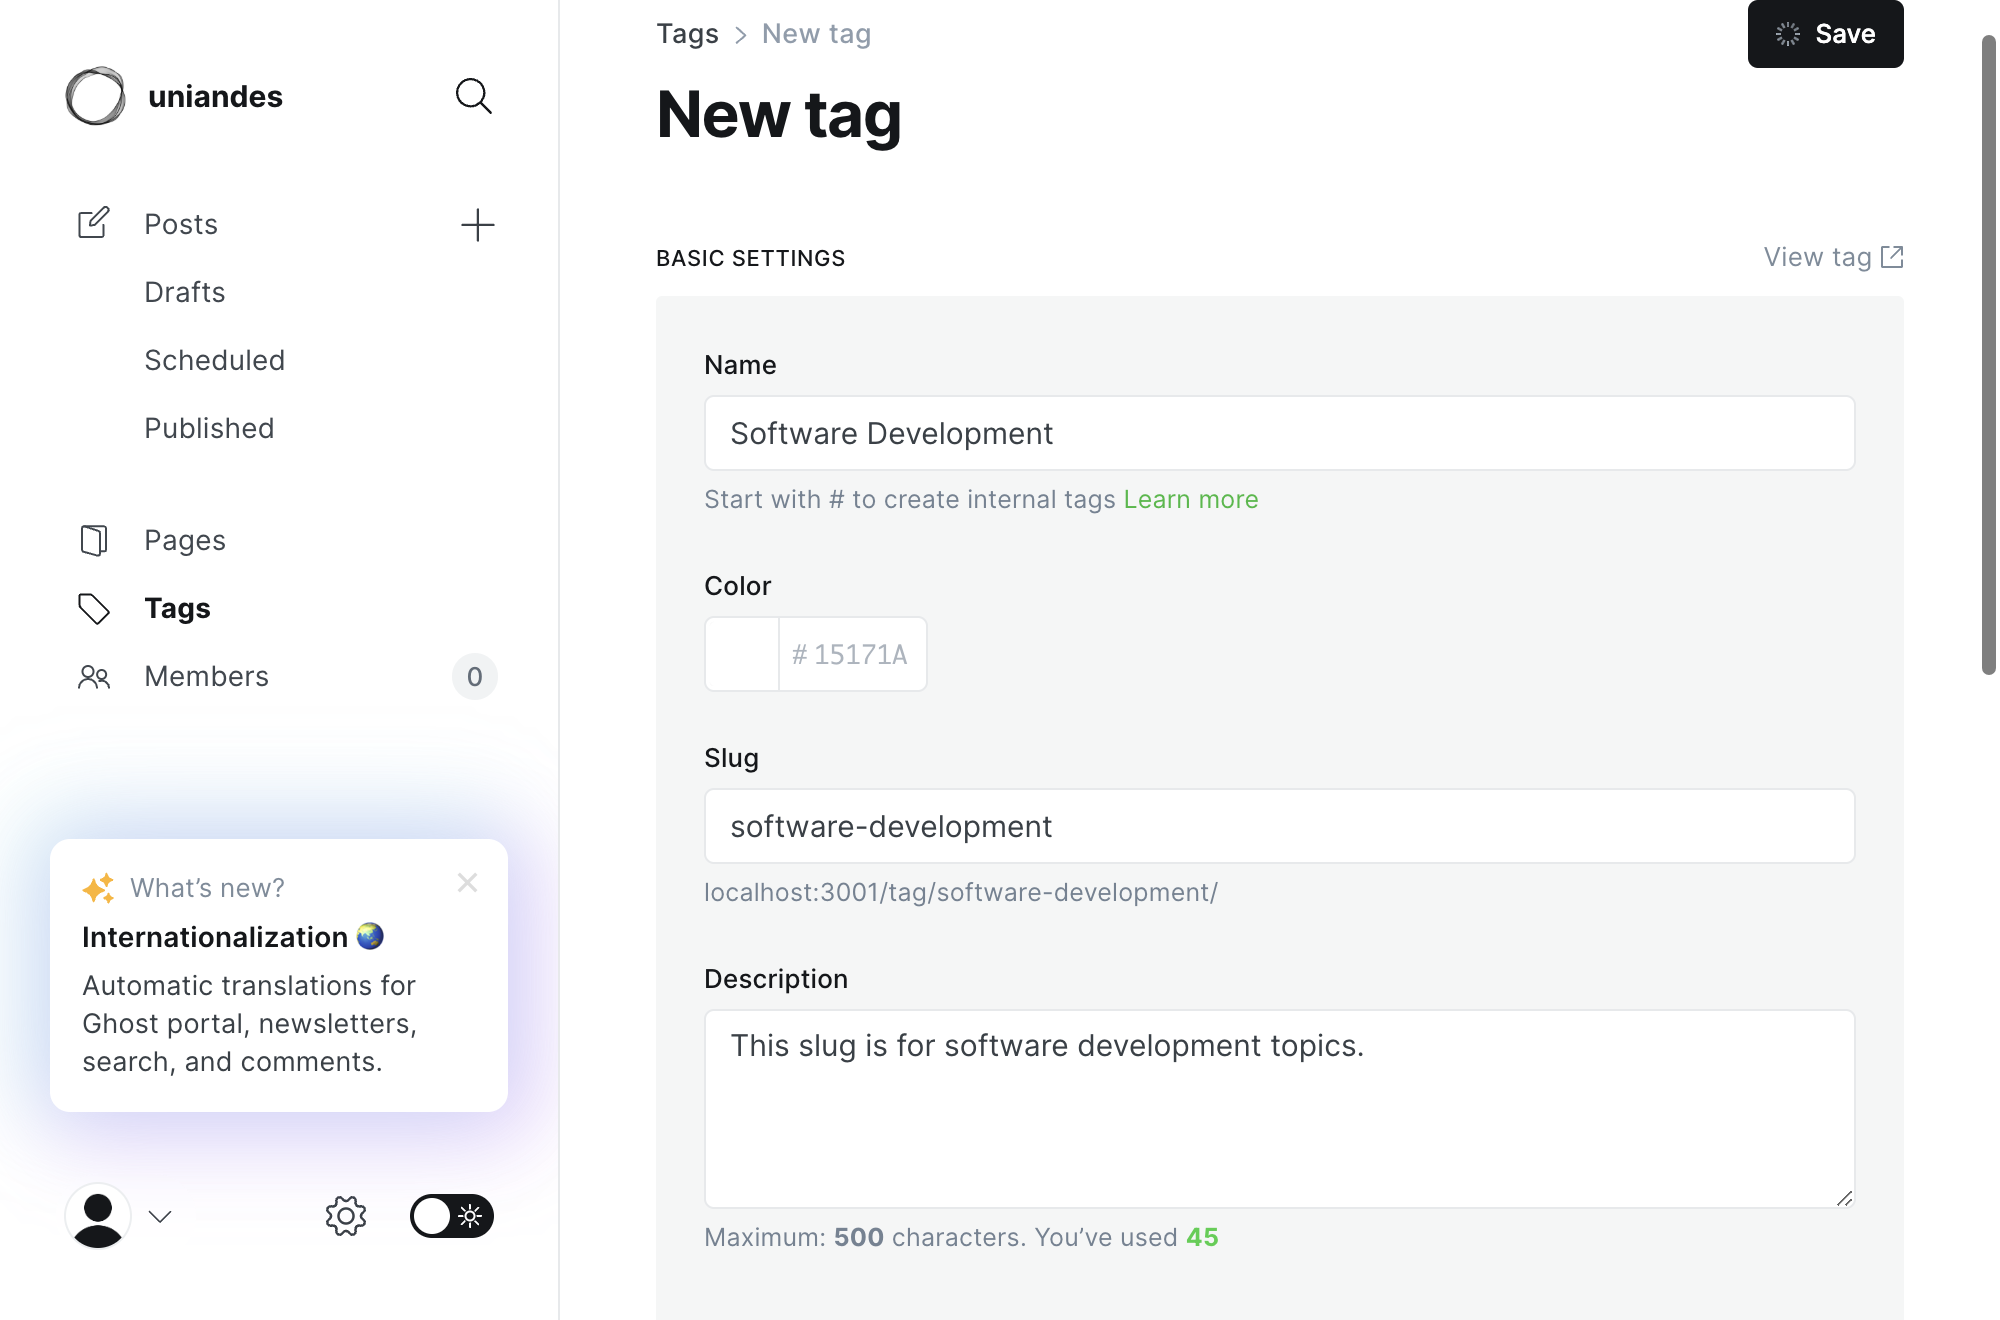 uniandes
Posts
Drafts
Scheduled
Published
Pages
Tags
Members
0
What’s new?
Internationalization 🌏
Automatic translations for
Ghost portal, newsletters,
search, and comments.
Tags > New tag
Save
New tag
BASIC SETTINGS
View tag
Name
Software Development
Start with # to create internal tags Learn more
Color
# 15171A
Slug
software-development
localhost:3001/tag/software-development/
Description
This slug is for software development topics.
Maximum: 500 characters. You’ve used 45